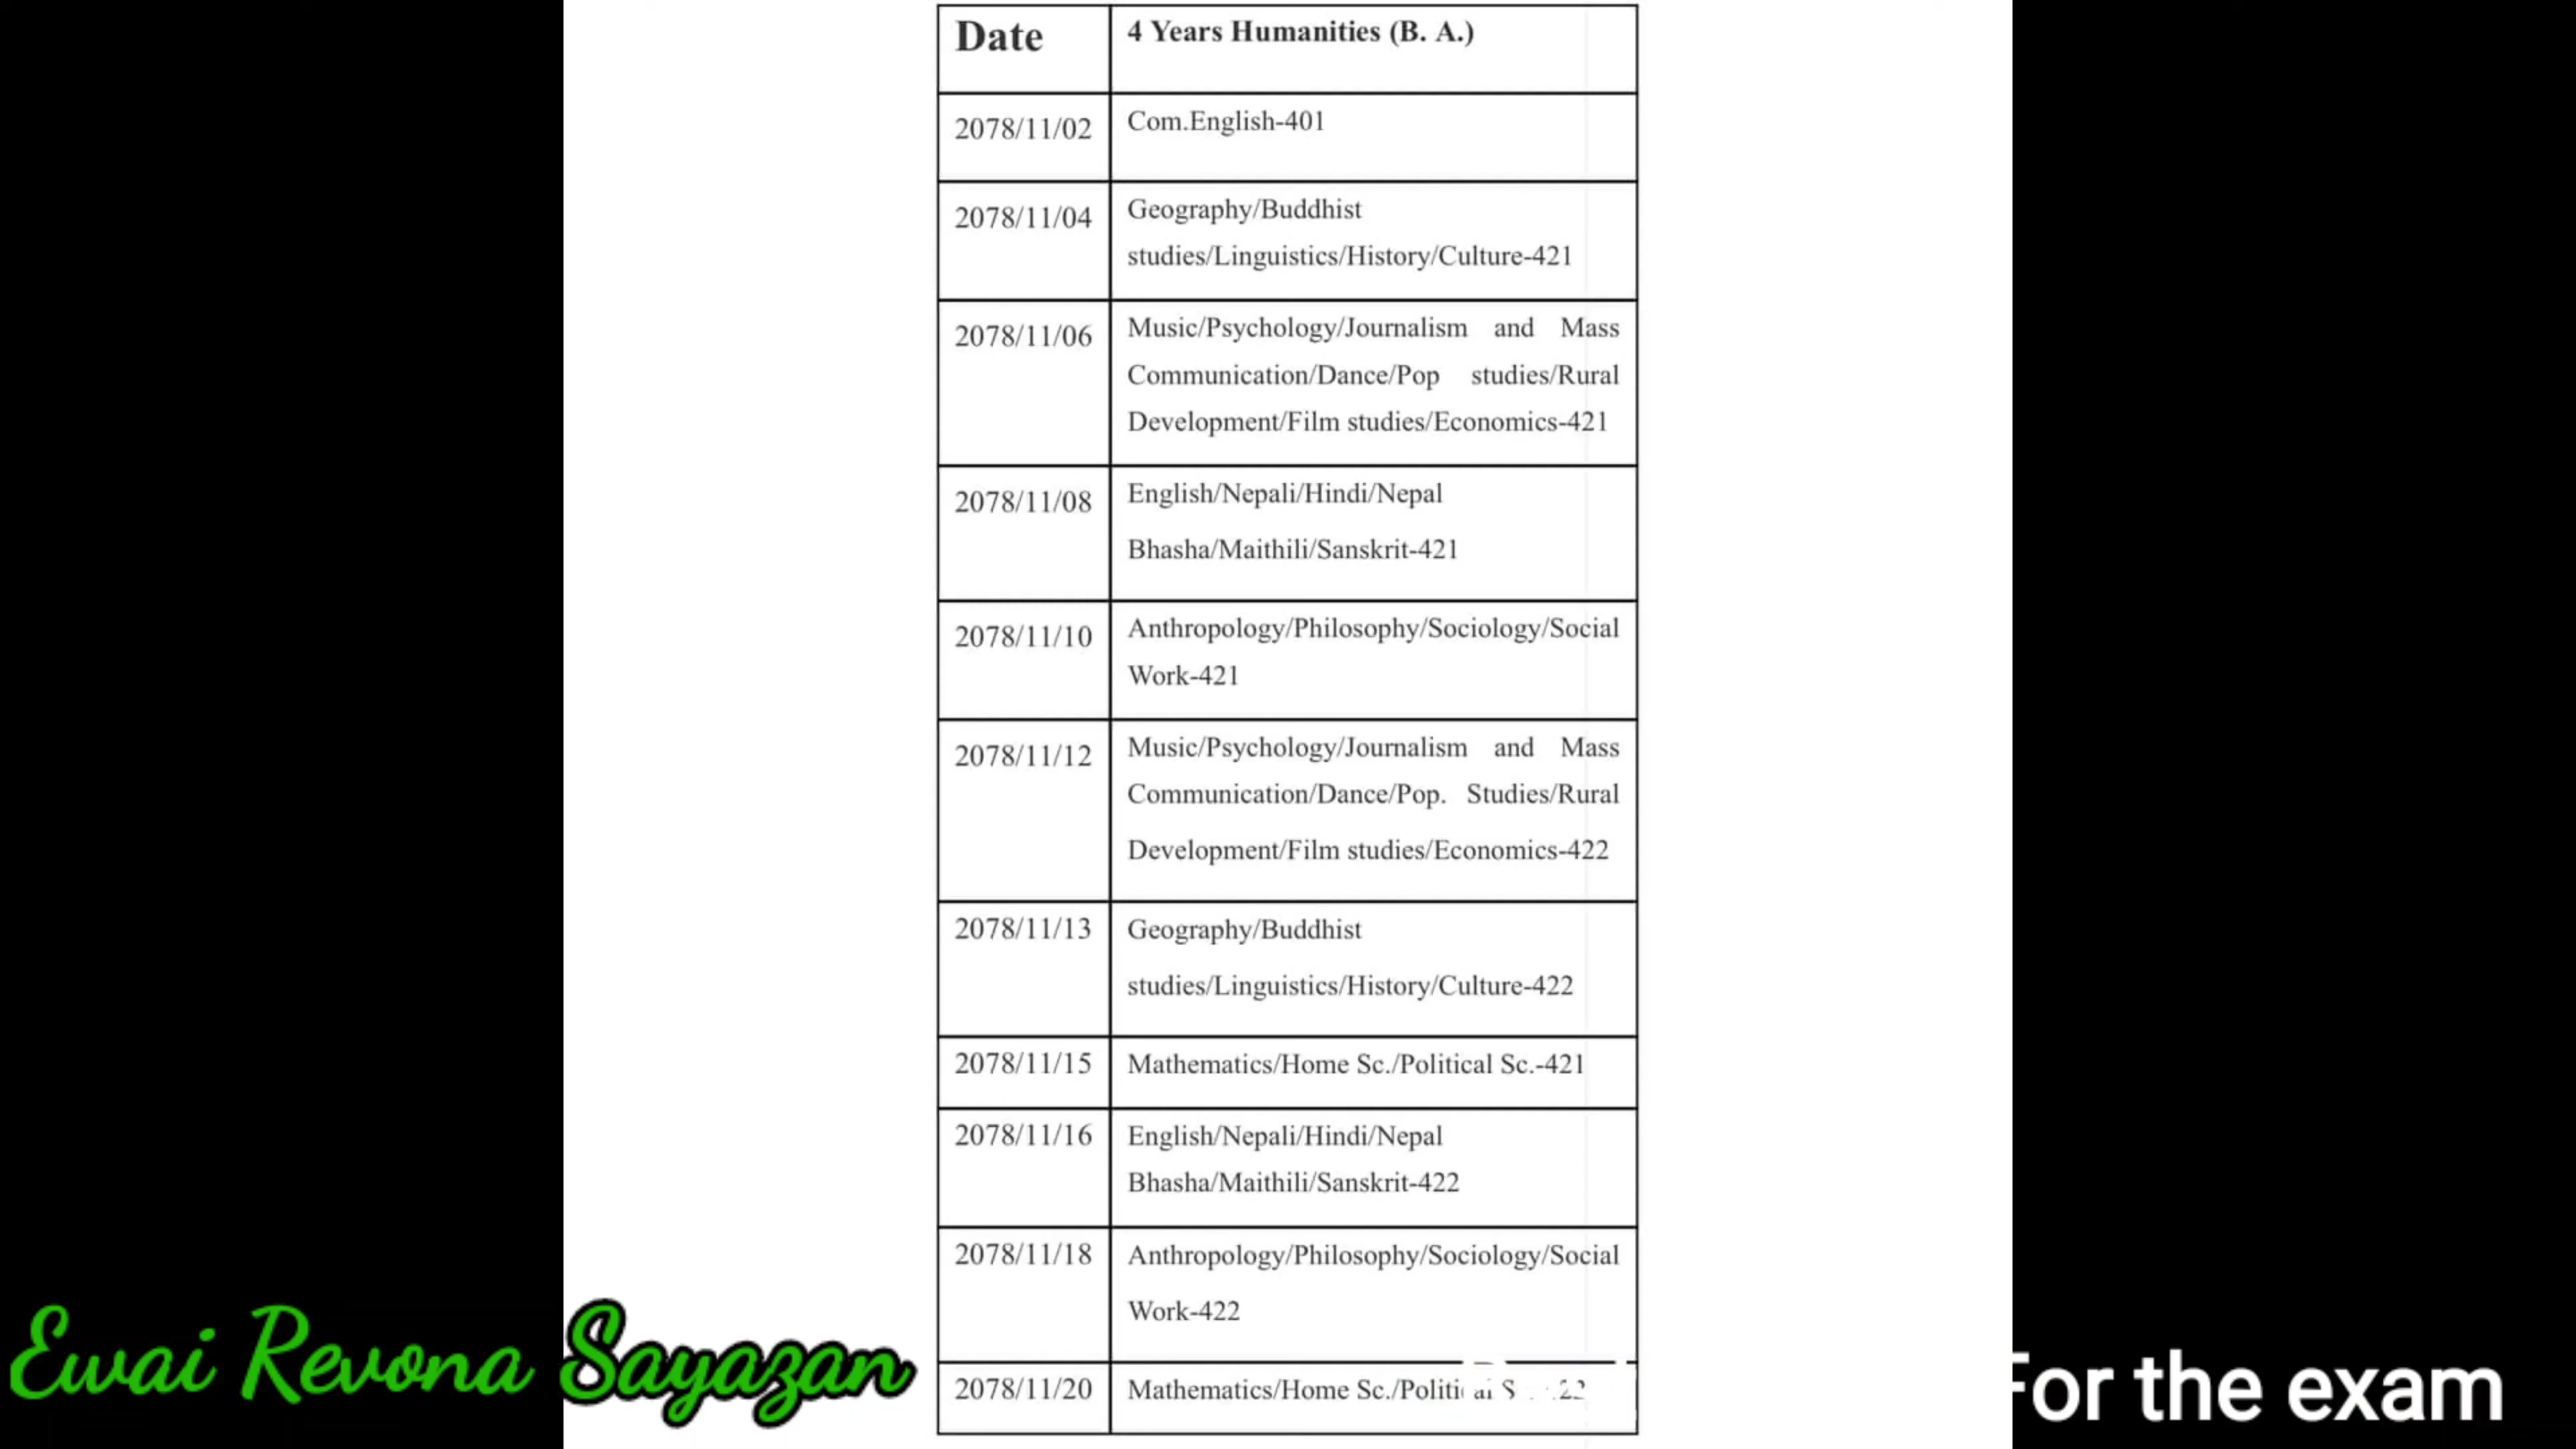 Date 4 Years Humanities (B. A.)
2078/11/02 Com.English-401
2078/11/04 Geography/Buddhist
studies/Linguistics/History/Culture-421
2078/11/06 Music/Psychology/Journalism and Mass
Communication/Dance/Pop studies/Rural
Development/Film studies/Economics-421
2078/11/08 English/Nepali/Hindi/Nepal
Bhasha/Maithili/Sanskrit-421
2078/11/10 Anthropology/Philosophy/Sociology/Social
Work-421
2078/11/12 Music/Psychology/Journalism and Mass
Communication/Dance/Pop. Studies/Rural
Development/Film studies/Economics-422
2078/11/13 Geography/Buddhist
studies/Linguistics/History/Culture-422
2078/11/15 Mathematics/Home Sc./Political Sc.-421
2078/11/16 English/Nepali/Hindi/Nepal
Bhasha/Maithili/Sanskrit-422
2078/11/18 Anthropology/Philosophy/Sociology/Social
Work-422
2078/11/20 Mathematics/Home Sc./
Ewai Revona Sayazan
For the exam